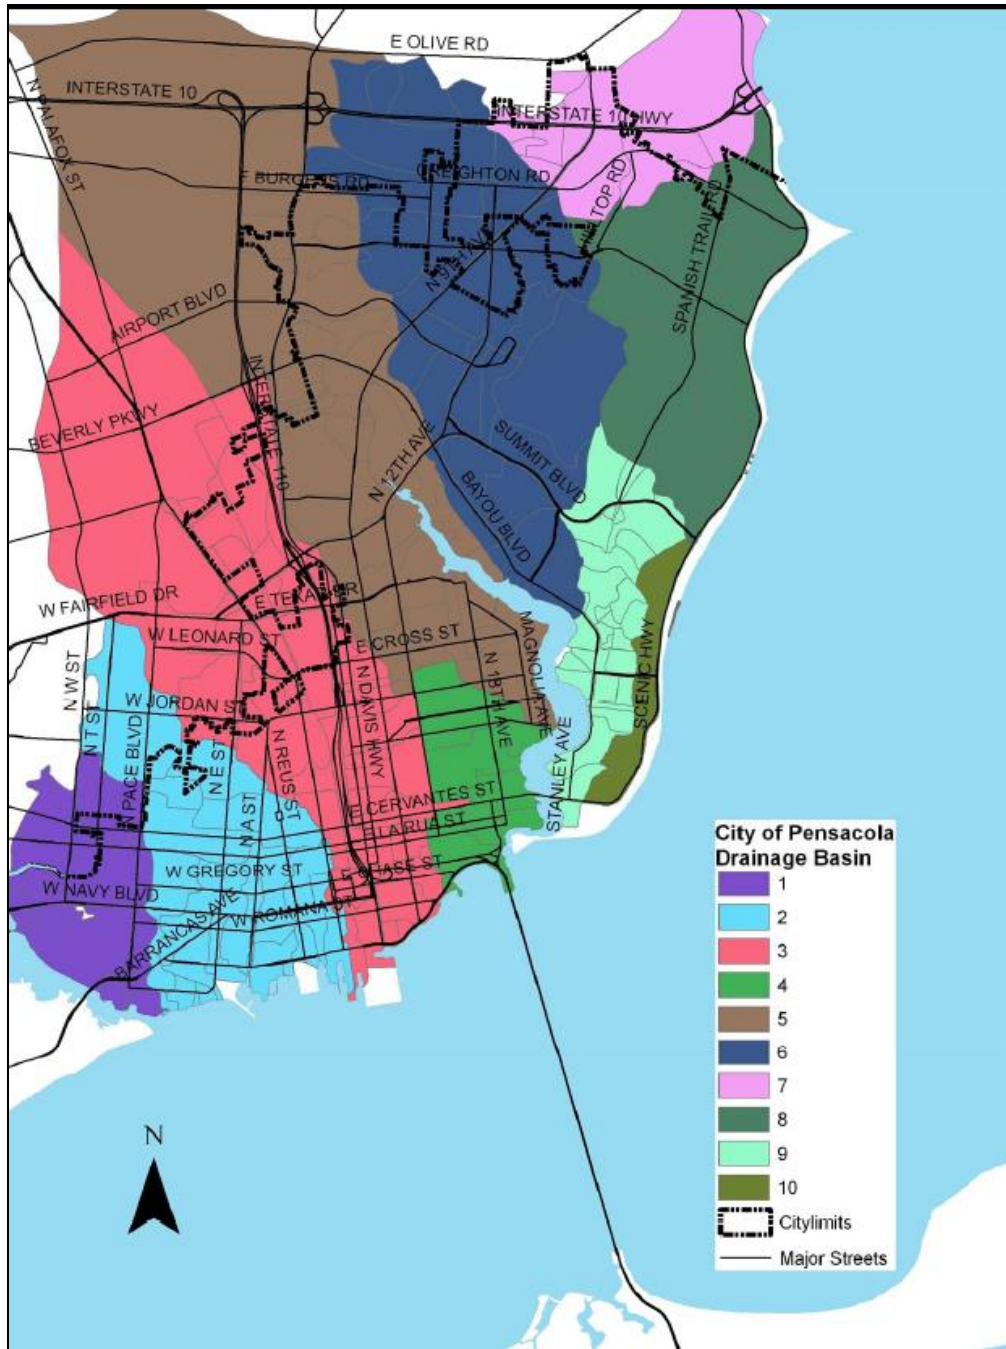 E OLIVE RD
INTERSTATE 10
N PALAFOX ST
INTERSTATE 10 HWY
E BURGESS RD
CREIGHTON RD
HILLTOP RD
SPANISH TRAIL RD
N 9TH AVE
AIRPORT BLVD
INTERSTATE 110
BEVERLY PKWY
N 12TH AVE
SUMMIT BLVD
BAYOU BLVD
W FAIRFIELD DR
E TEXAR DR
W LEONARD ST
E CROSS ST
MAGNOLIA AVE
SCENIC HWY
N W ST
N T ST
N PACE BLVD
W JORDAN ST
N E ST
N A ST
N REUS ST
N DAVIS HWY
N 18TH AVE
STANLEY AVE
E CERVANTES ST
E LA RUA ST
W GREGORY ST
E CHASE ST
W NAVY BLVD
BARRANCAS AVE
W ROMANA ST
City of Pensacola
Drainage Basin
1
2
3
4
5
6
7
8
9
10
Citylimits
Major Streets
N